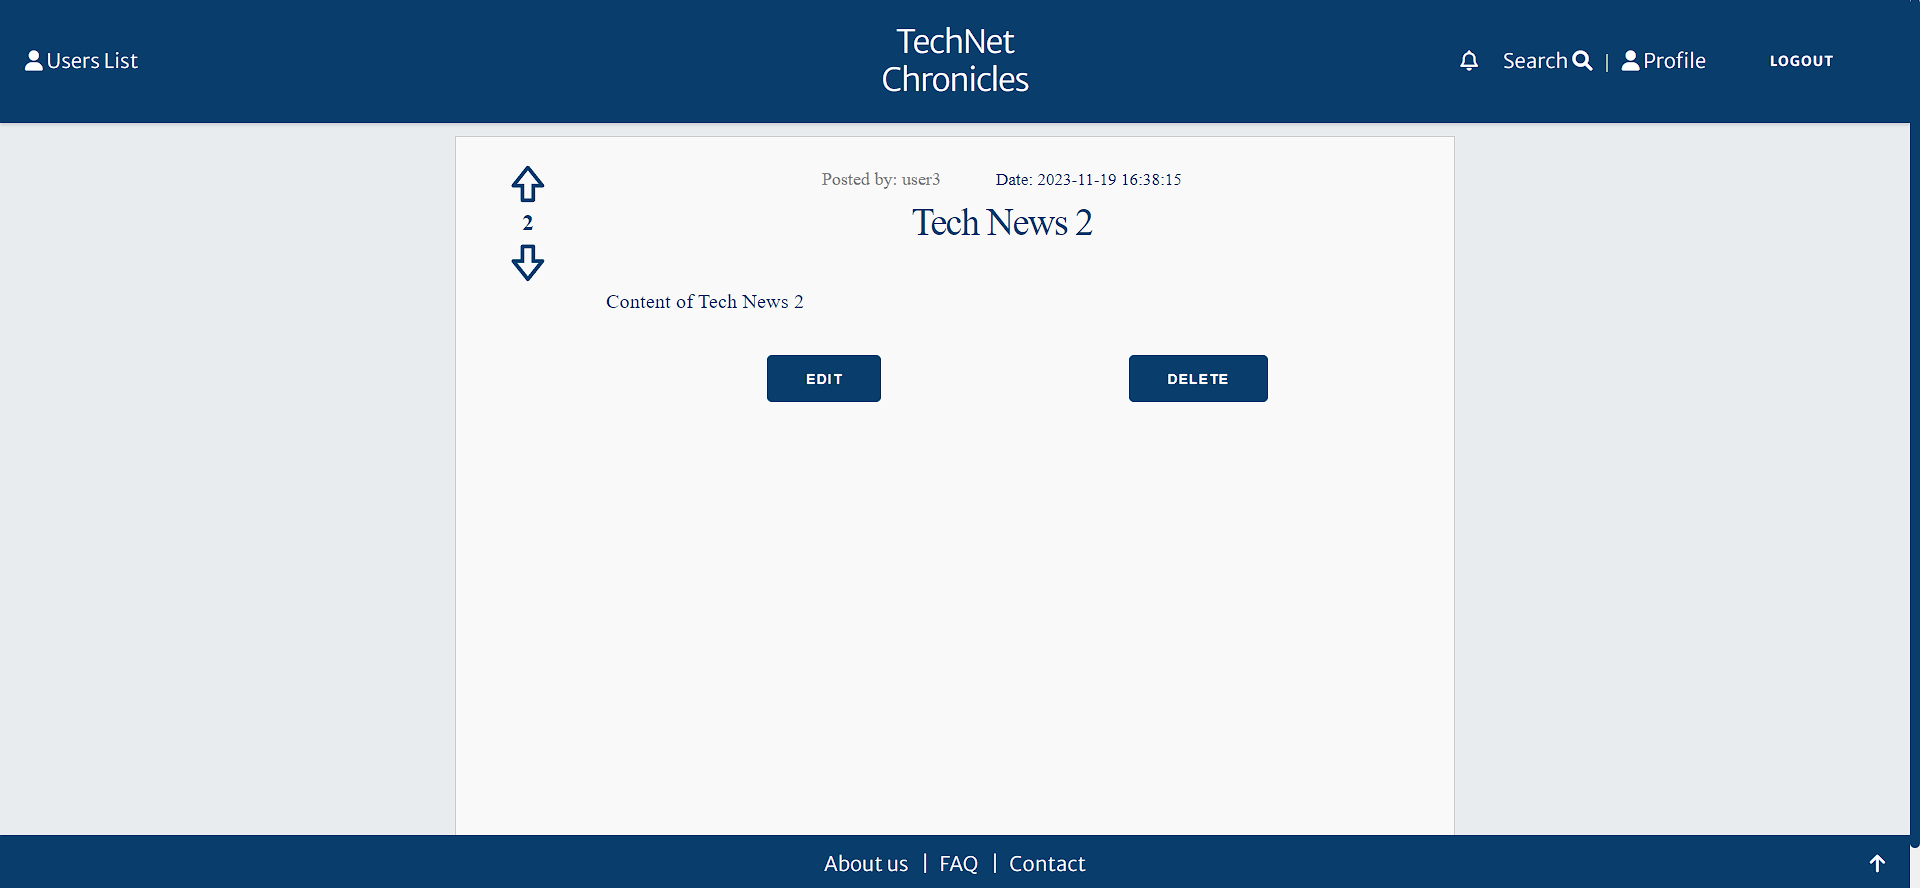 Users List
TechNet
Chronicles
Search | Profile
LOGOUT
Posted by: user3
Date: 2023-11-19 16:38:15
2
Tech News 2
Content of Tech News 2
EDIT
DELETE
About us | FAQ | Contact